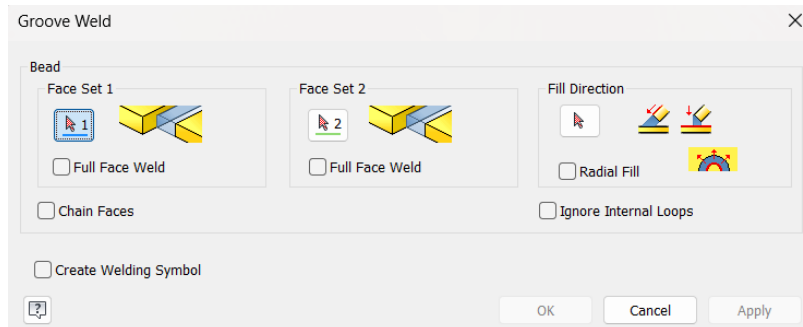 Groove Weld
Bead
Face Set 1
Face Set 2
Fill Direction
1
2
Full Face Weld
Full Face Weld
Radial Fill
Chain Faces
Ignore Internal Loops
Create Welding Symbol
?
OK
Cancel
Apply